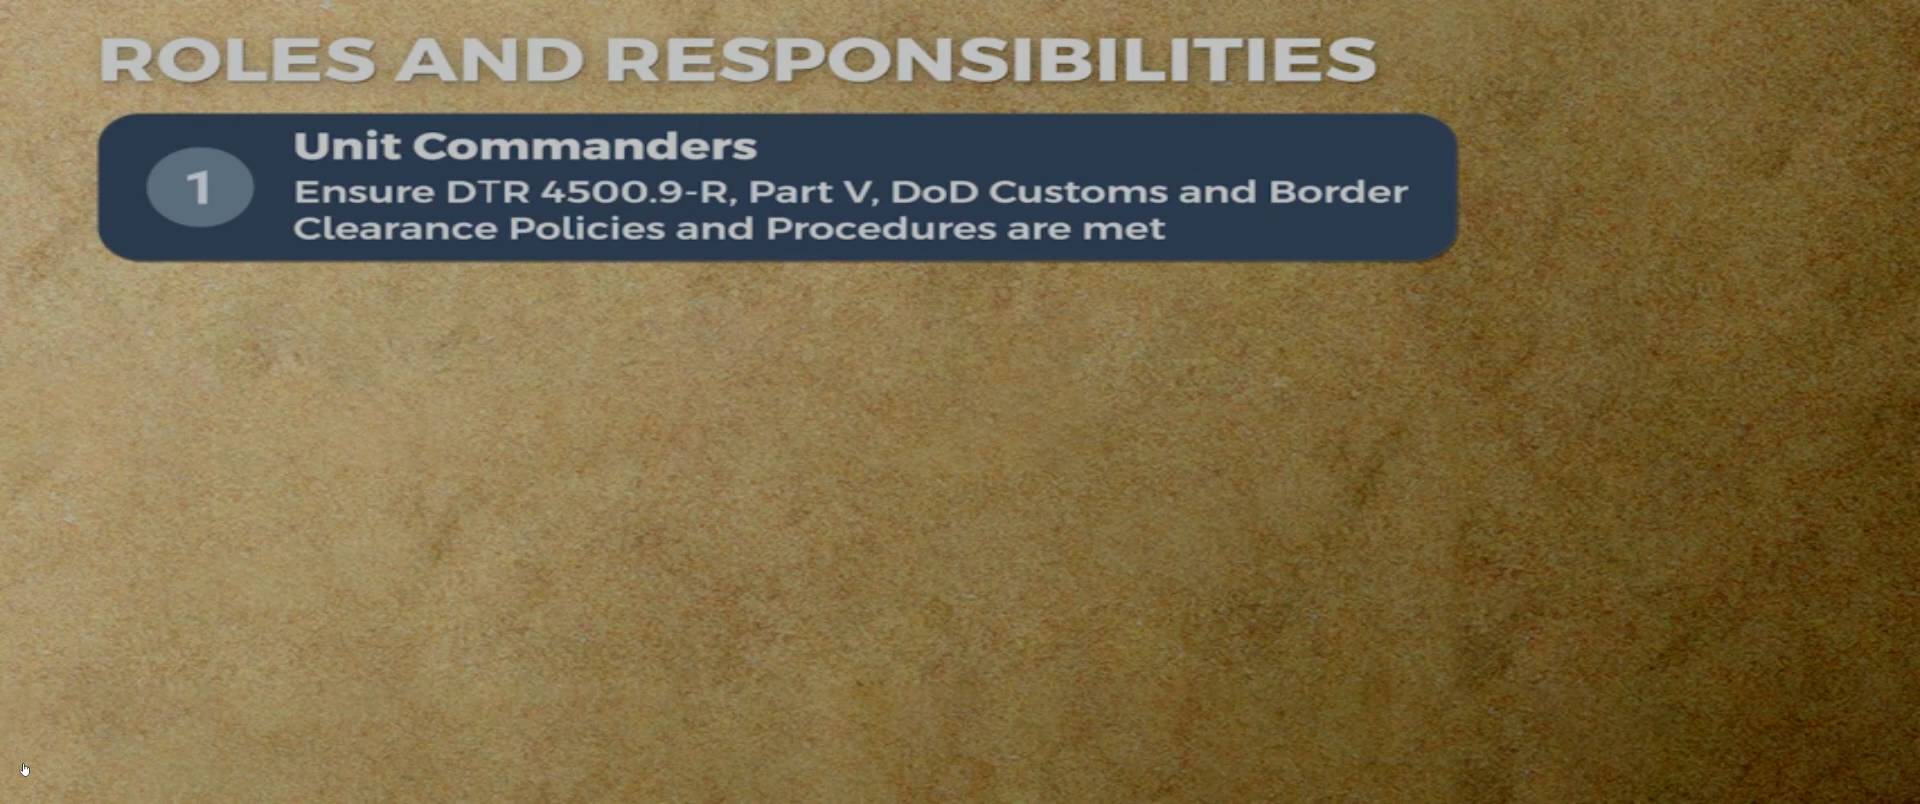 ROLES AND RESPONSIBILITIES
1
Unit Commanders
Ensure DTR 4500.9-R, Part V, DoD Customs and Border
Clearance Policies and Procedures are met